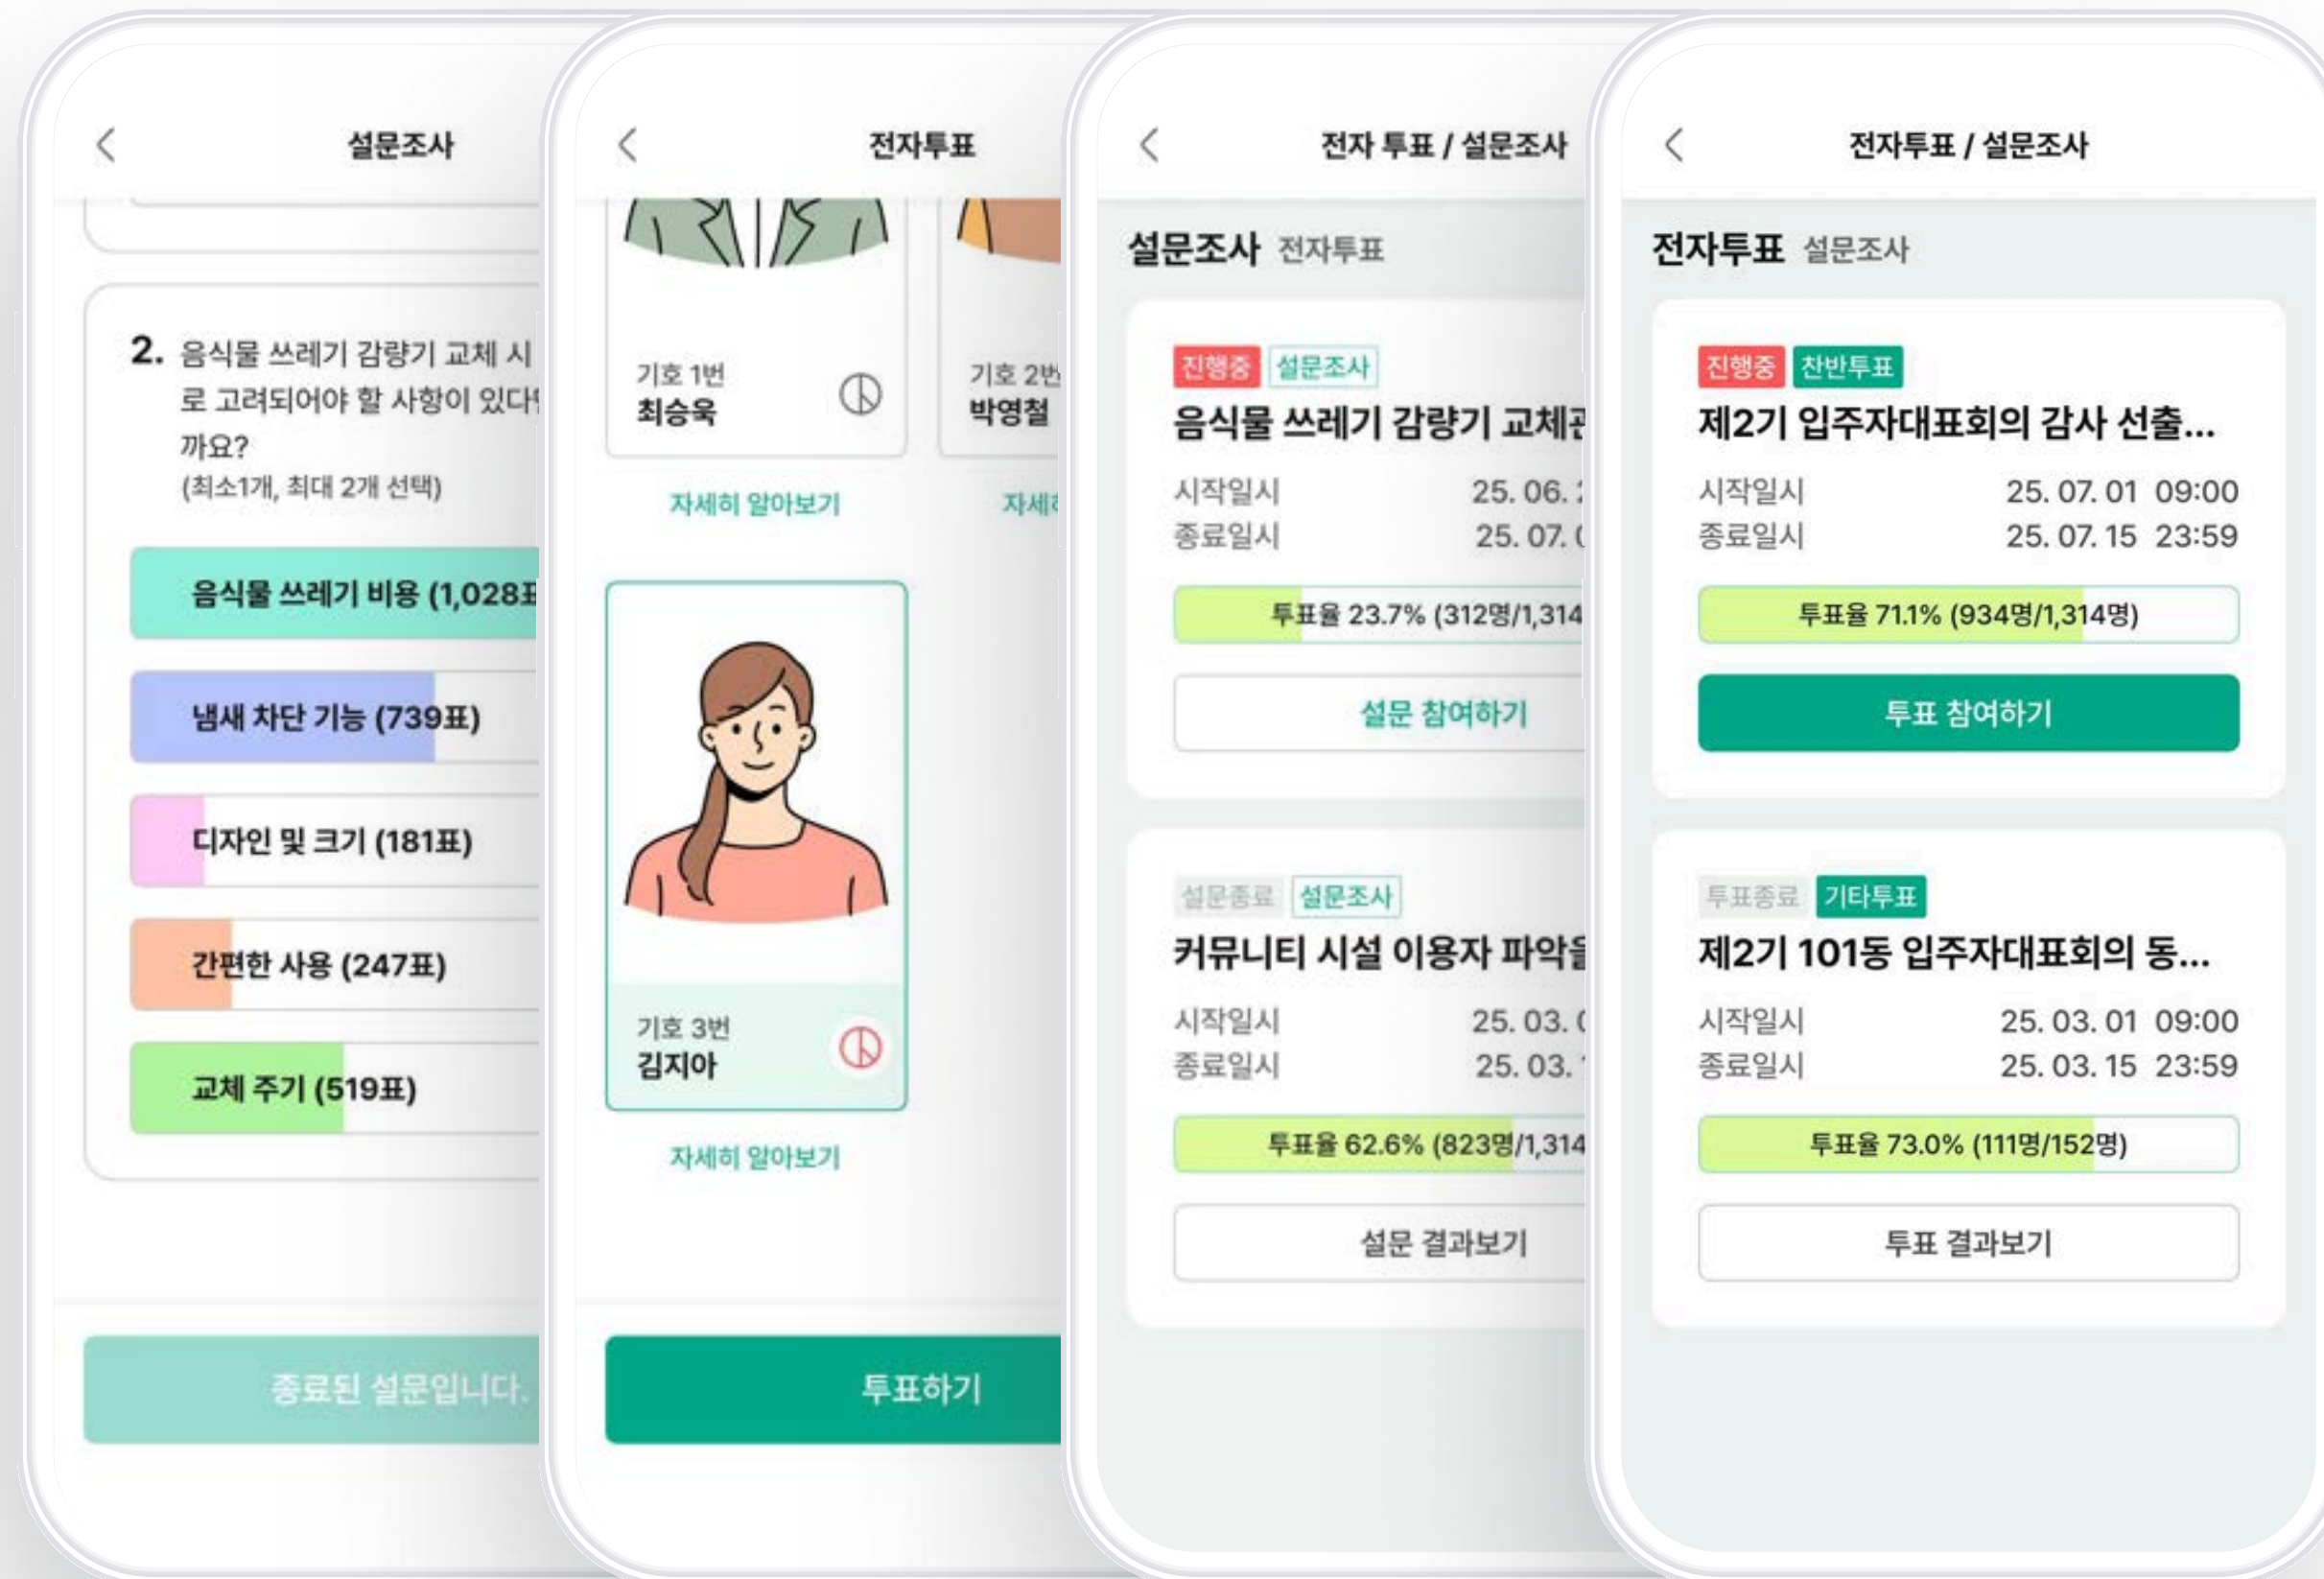 설문조사
2. 음식물 쓰레기 감량기 교체 시
로 고려되어야 할 사항이 있다
까요?
(최소1개, 최대 2개 선택)
음식물 쓰레기 비용 (1,028표
냄새 차단 기능 (739표)
디자인 및 크기 (181표)
간편한 사용 (247표)
교체 주기 (519표)
종료된 설문입니다.
전자투표
기호 1번
최승욱
자세히 알아보기
기호 2번
박영철
자세히
기호 3번
김지아
자세히 알아보기
투표하기
전자 투표 / 설문조사
설문조사 전자투표
진행중 설문조사
음식물 쓰레기 감량기 교체관
시작일시 25. 06.
종료일시 25. 07.
투표율 23.7% (312명/1,314
설문 참여하기
설문종료 설문조사
커뮤니티 시설 이용자 파악을
시작일시 25. 03.
종료일시 25. 03.
투표율 62.6% (823명/1,314
설문 결과보기
전자투표 / 설문조사
전자투표 설문조사
진행중 찬반투표
제2기 입주자대표회의 감사 선출...
시작일시 25. 07. 01 09:00
종료일시 25. 07. 15 23:59
투표율 71.1% (934명/1,314명)
투표 참여하기
투표종료 기타투표
제2기 101동 입주자대표회의 동...
시작일시 25. 03. 01 09:00
종료일시 25. 03. 15 23:59
투표율 73.0% (111명/152명)
투표 결과보기